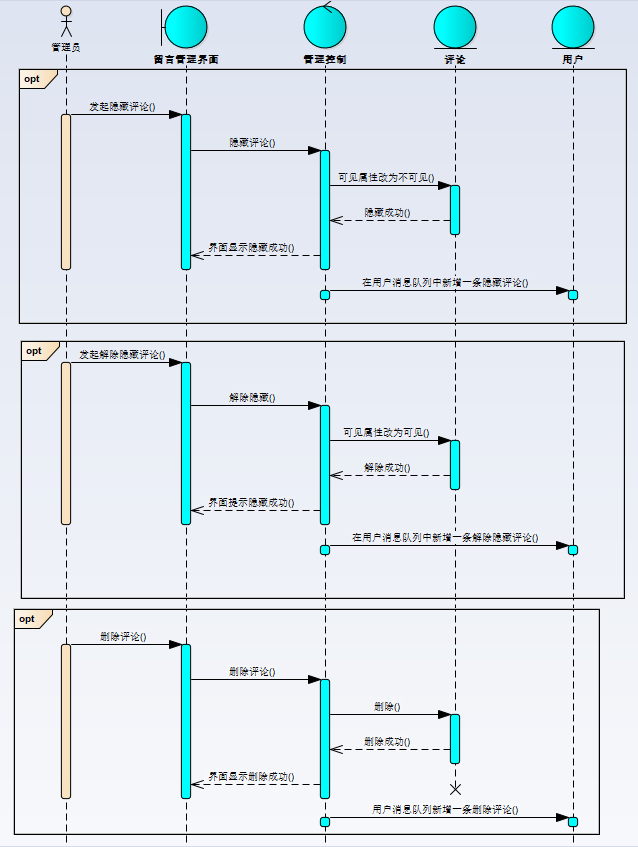 管理员
留言管理界面
管理控制
评论
用户
opt
发起隐藏评论()
隐藏评论()
可见属性改为不可见()
隐藏成功()
界面显示隐藏成功()
在用户消息队列中新增一条隐藏评论()
opt
发起解除隐藏评论()
解除隐藏()
可见属性改为可见()
解除成功()
界面提示隐藏成功()
在用户消息队列中新增一条解除隐藏评论()
opt
删除评论()
删除评论()
删除()
删除成功()
界面显示删除成功()
用户消息队列新增一条删除评论()